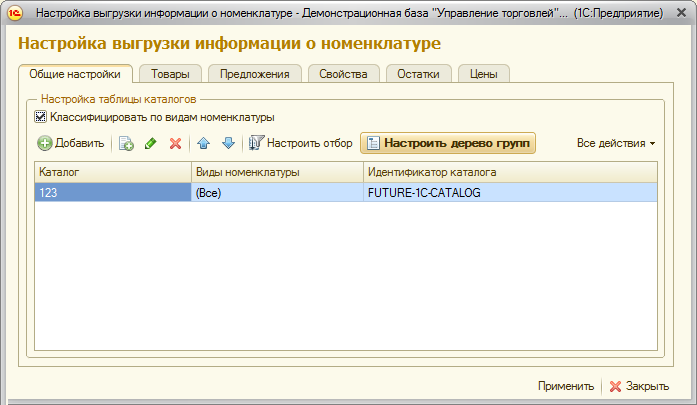 Настройка выгрузки информации о номенклатуре - Демонстрационная база "Управление торговлей"... (1С:Предприятие)
Настройка выгрузки информации о номенклатуре
Общие настройки Товары Предложения Свойства Остатки Цены
Настройка таблицы каталогов
Классифицировать по видам номенклатуры
Добавить Настроить отбор Настроить дерево групп Все действия
Каталог Виды номенклатуры Идентификатор каталога
123 (Все) FUTURE-1C-CATALOG
Применить Закрыть